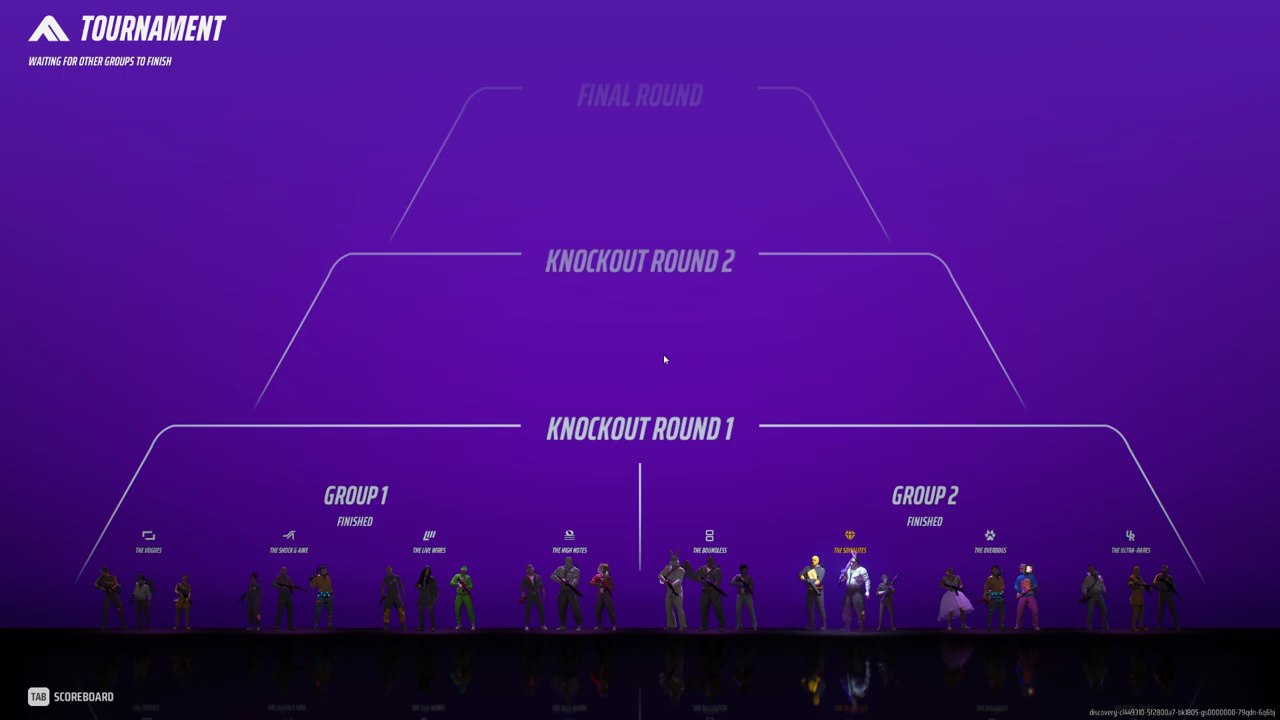 TOURNAMENT
WAITING FOR OTHER GROUPS TO FINISH
FINAL ROUND
KNOCKOUT ROUND 2
KNOCKOUT ROUND 1
GROUP 1
FINISHED
GROUP 2
FINISHED
THE VOGUES
THE SHOCK & AWE
THE LIVE WIRES
THE HIGH NOTES
THE BOUNDLESS
THE SOCIALITES
THE OVERDOGS
THE ULTRA-RARES
TAB SCOREBOARD